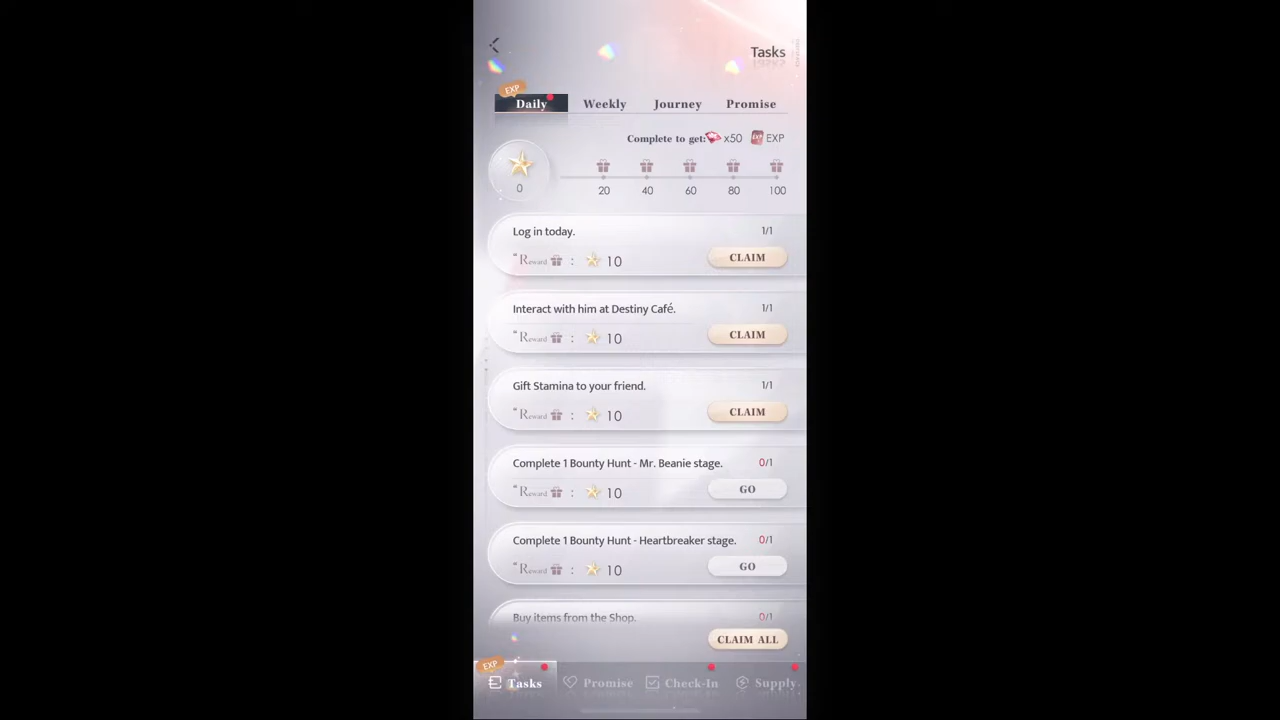 Tasks
EXP
Daily Weekly Journey Promise
Complete to get: x50 EXP
0 20 40 60 80 100
Log in today. 1/1
"Reward : 10 CLAIM
Interact with him at Destiny Café. 1/1
"Reward : 10 CLAIM
Gift Stamina to your friend. 1/1
"Reward : 10 CLAIM
Complete 1 Bounty Hunt - Mr. Beanie stage. 0/1
"Reward : 10 GO
Complete 1 Bounty Hunt - Heartbreaker stage. 0/1
"Reward : 10 GO
Buy items from the Shop. 0/1
CLAIM ALL
EXP
Tasks Promise Check-In Supply